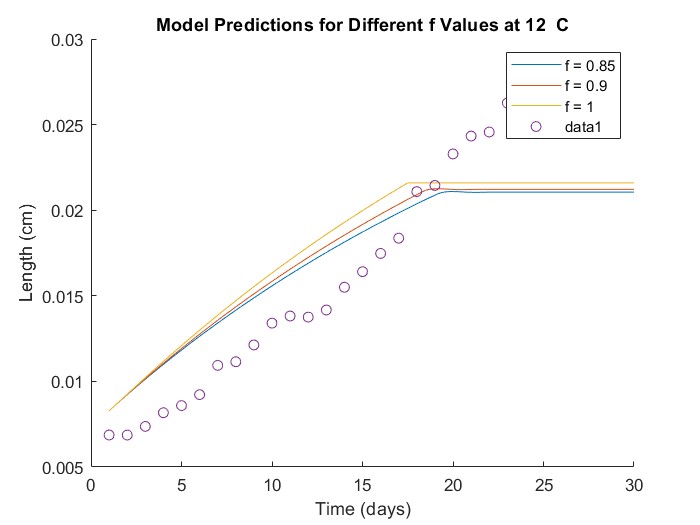 Model Predictions for Different f Values at 12  C
0.03
0.025
0.02
0.015
0.01
0.005
Length (cm)
f = 0.85
f = 0.9
f = 1
data1
0 5 10 15 20 25 30
Time (days)